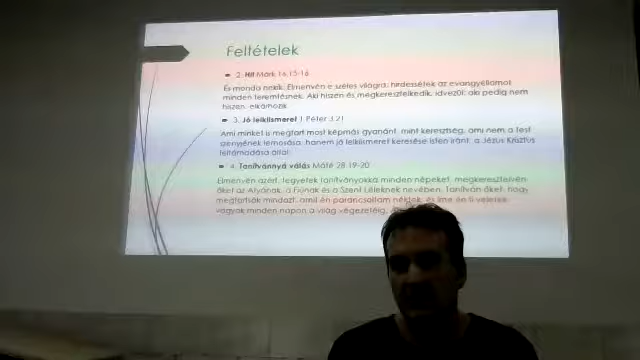 Feltételek
2. Hit Márk 16,15-16
És monda nekik: Elmenvén e széles világra, hirdessétek az evangyéliomot
minden teremtésnek. Aki hiszen és megkeresztelkedik, idvezül; aki pedig nem
hiszen, elkárhozik.
3. Jó lelkiismeret 1 Péter 3,21
Ami minket is megtart most képmás gyanánt, mint keresztség, ami nem a test
szenyjének lemosása, hanem jó lelkiismeret keresése Isten iránt, a Jézus Krisztus
feltámadása által;
4. Tanítvánnyá válás Máté 28,19-20
Elmenvén azért, tegyetek tanítványokká minden népeket, megkeresztelvén
őket az Atyának, a Fiúnak és a Szent Léleknek nevében, Tanítván őket, hogy
megtartsák mindazt, amit én parancsoltam néktek: és íme én ti veletek
vagyok minden napon a világ végezetéig.